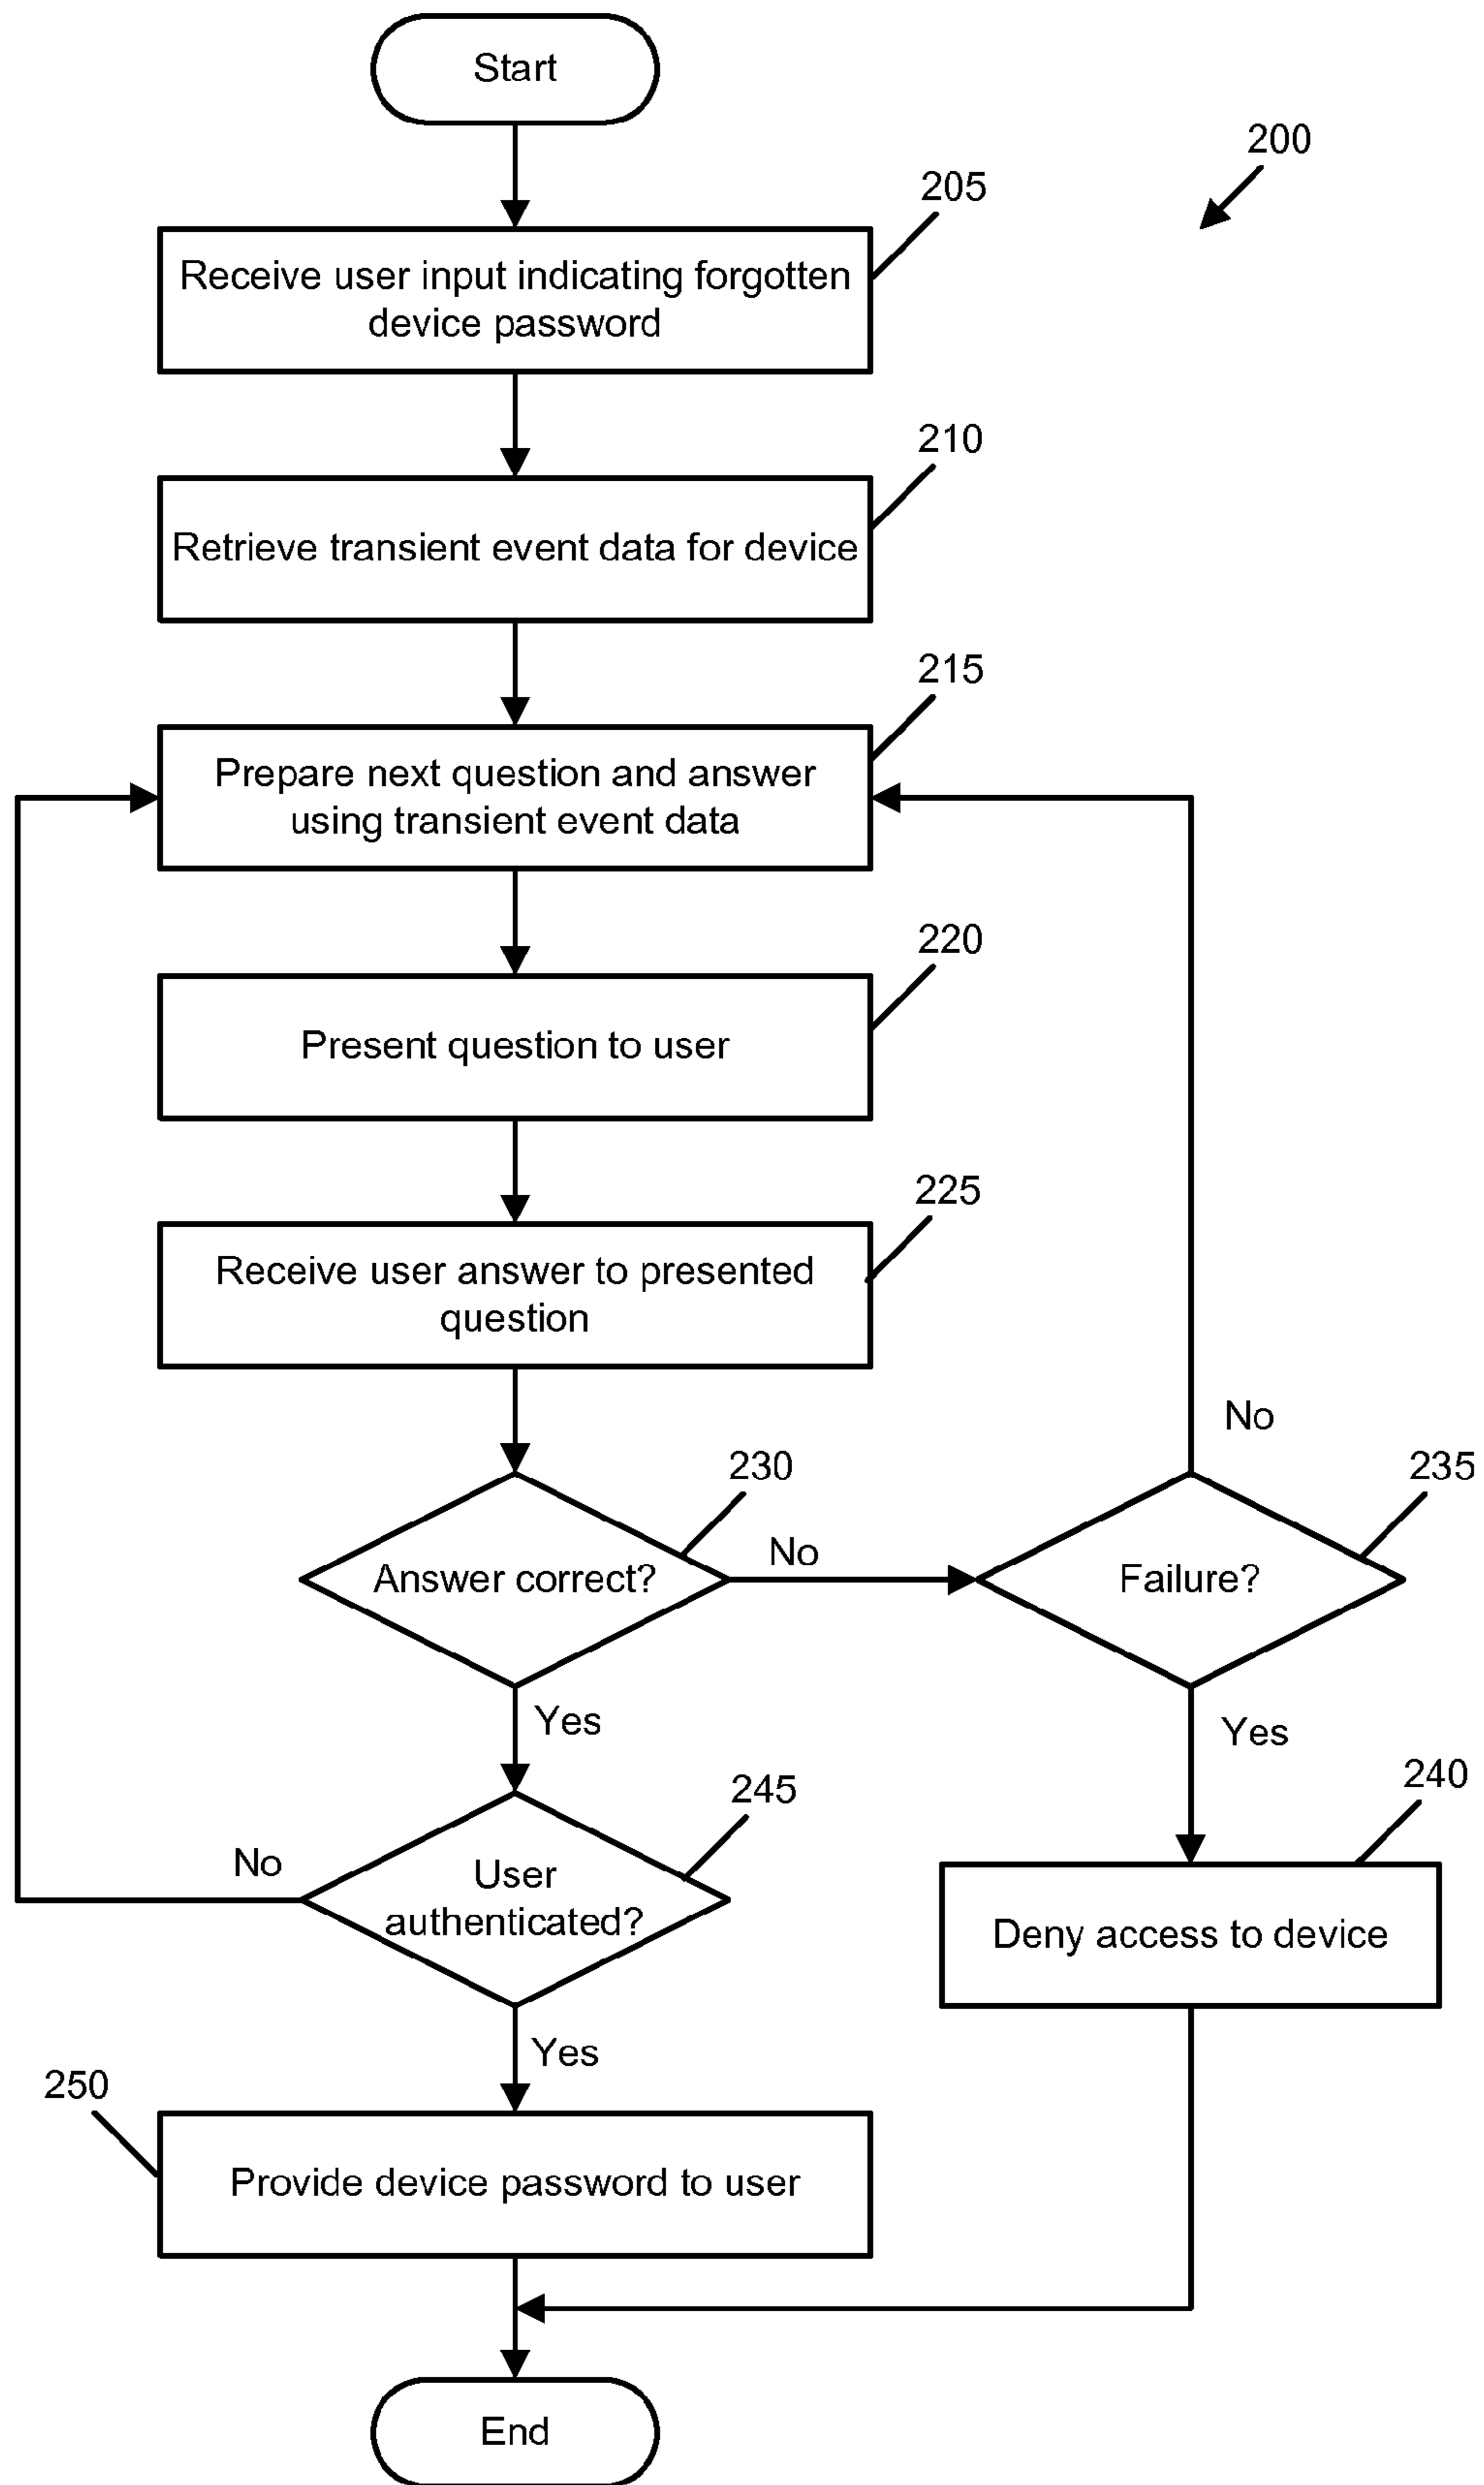 Start
200
205
Receive user input indicating forgotten
device password
210
Retrieve transient event data for device
215
Prepare next question and answer
using transient event data
220
Present question to user
225
Receive user answer to presented
question
No
230
235
Answer correct?
No
Failure?
Yes
Yes
245
240
No
User
authenticated?
Deny access to device
Yes
250
Provide device password to user
End